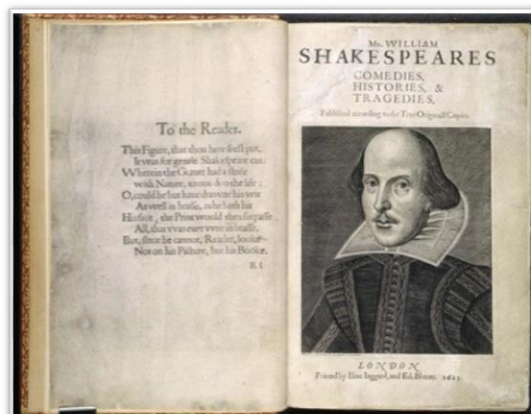 To the Reader.
This Figure, that thou here seest put,
It was for gentle Shakespeare cut:
Wherein the Grauer had a strife
with Nature, to out-doo the life :
O, could he but haue drawne his wit
As well in brasse, as he hath hit
His face, the Print would then surpasse
All, that vvas euer vvrit in brasse.
But, since he cannot, Reader, looke
Not on his Picture, but his Booke.
B. I.
Mr. WILLIAM
SHAKESPEARES
COMEDIES,
HISTORIES, &
TRAGEDIES.
Published according to the True Originall Copies.
LONDON
Printed by Isaac Iaggard, and Ed. Blount. 1623.